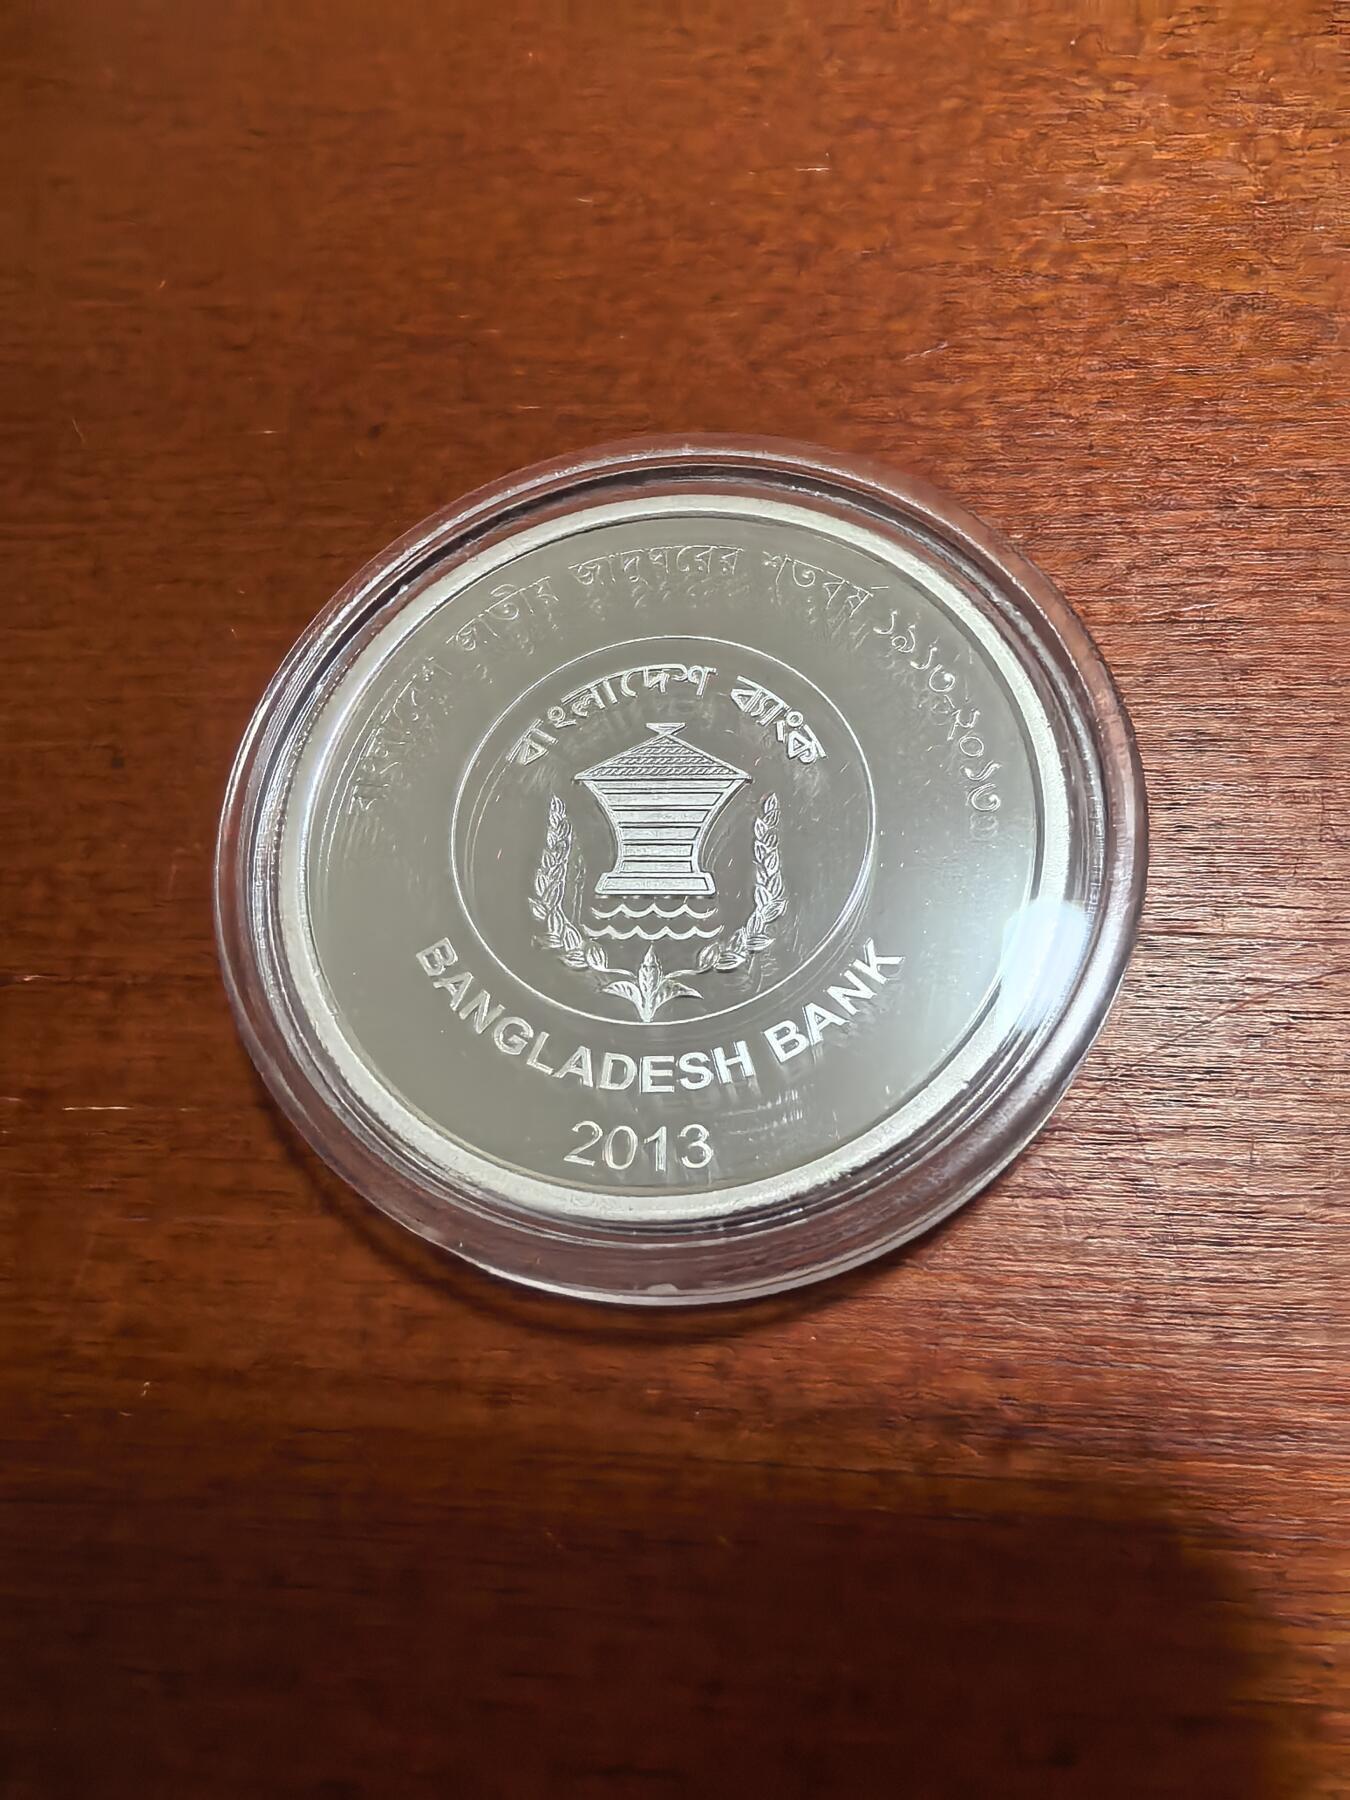 বাংলাদেশ জাতীয় জাদুঘরের শতবর্ষ ১৯১৩-২০১৩
বাংলাদেশ ব্যাংক
BANGLADESH BANK
2013